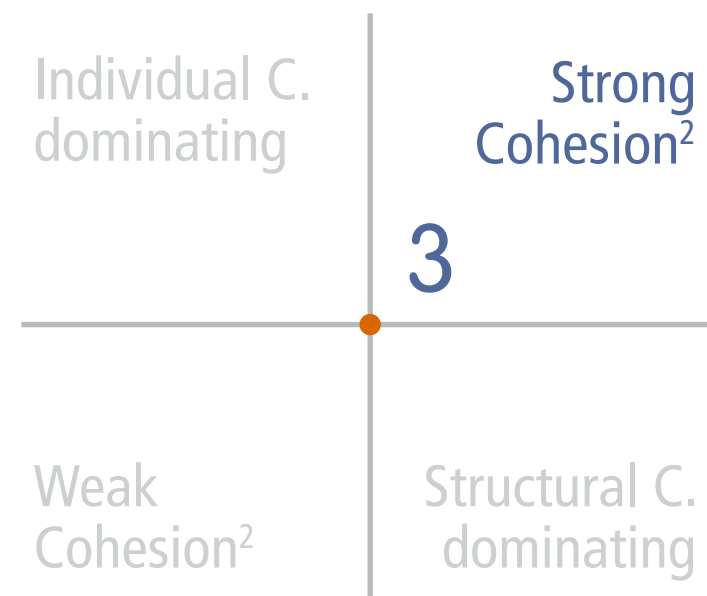 Individual C.
dominating
Strong
Cohesion²
3
Weak
Cohesion²
Structural C.
dominating